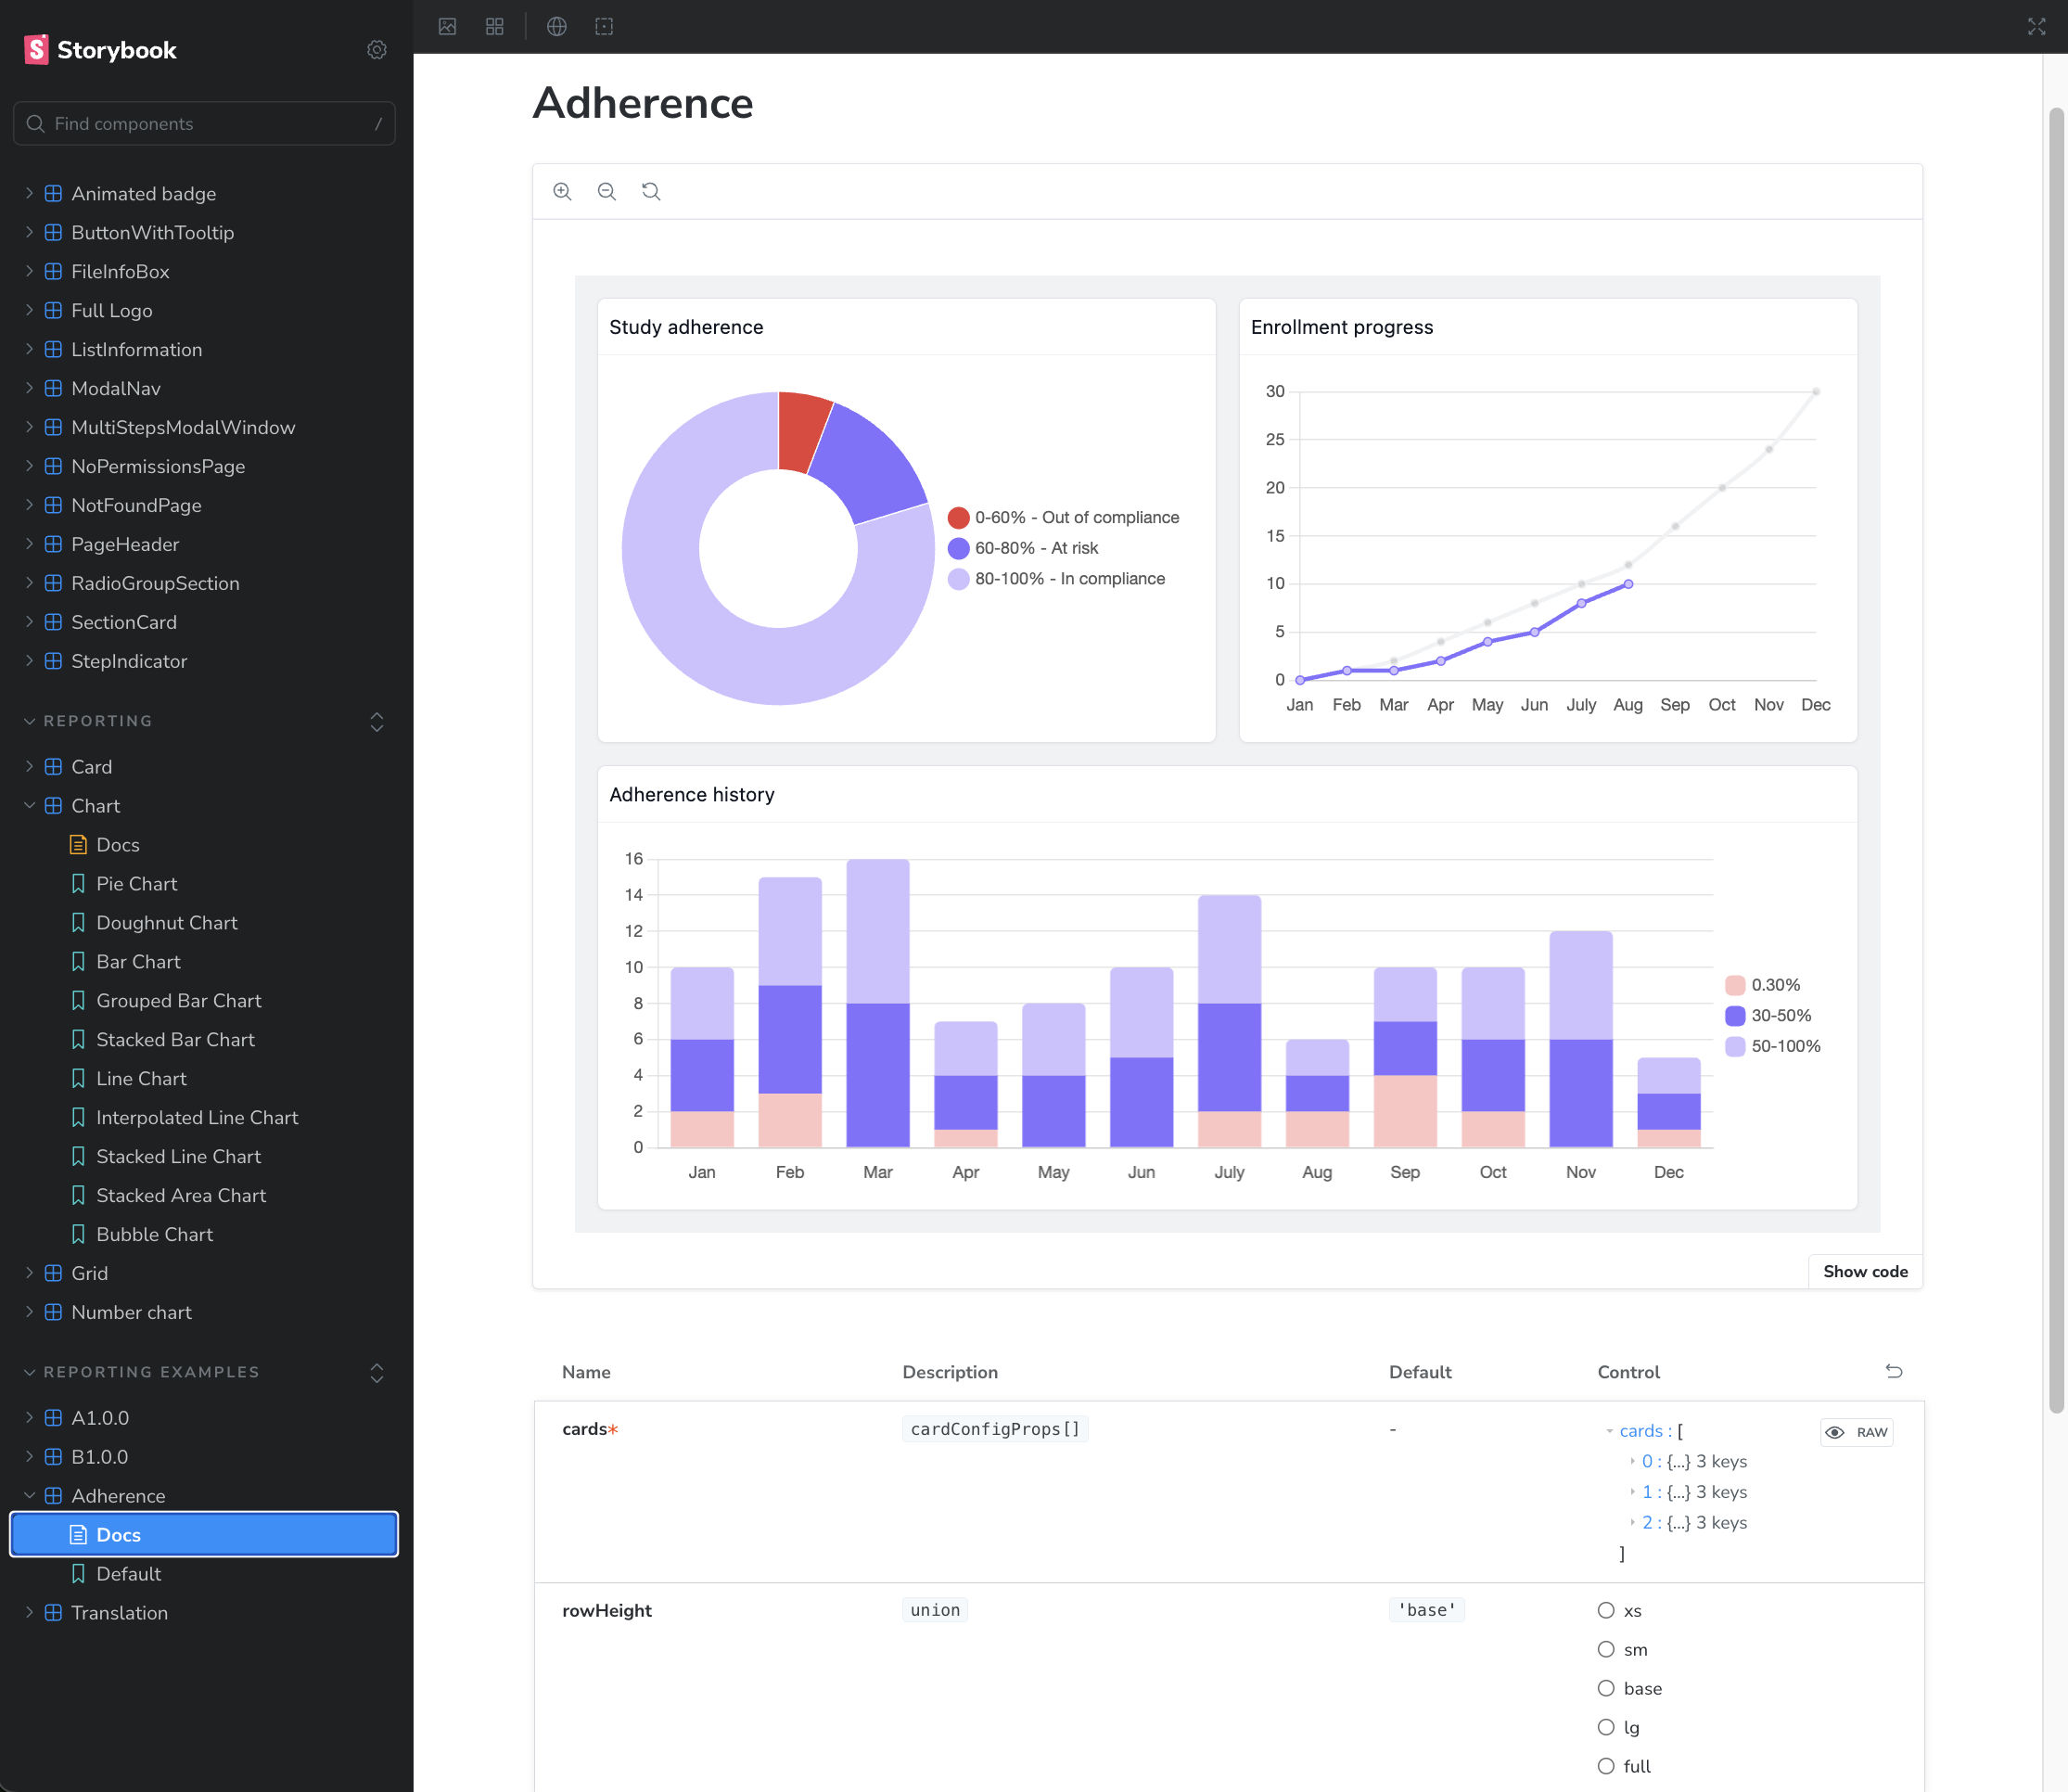 Storybook
Find components /
Animated badge
ButtonWithTooltip
FileInfoBox
Full Logo
ListInformation
ModalNav
MultiStepsModalWindow
NoPermissionsPage
NotFoundPage
PageHeader
RadioGroupSection
SectionCard
StepIndicator
REPORTING
Card
Chart
Docs
Pie Chart
Doughnut Chart
Bar Chart
Grouped Bar Chart
Stacked Bar Chart
Line Chart
Interpolated Line Chart
Stacked Line Chart
Stacked Area Chart
Bubble Chart
Grid
Number chart
REPORTING EXAMPLES
A1.0.0
B1.0.0
Adherence
Docs
Default
Translation
Adherence
Study adherence
0-60% - Out of compliance
60-80% - At risk
80-100% - In compliance
Enrollment progress
30
25
20
15
10
5
0
Jan Feb Mar Apr May Jun July Aug Sep Oct Nov Dec
Adherence history
16
14
12
10
8
6
4
2
0
Jan Feb Mar Apr May Jun July Aug Sep Oct Nov Dec
0.30%
30-50%
50-100%
Show code
Name Description Default Control
cards* cardConfigProps[] - cards : [ RAW
0 : {...} 3 keys
1 : {...} 3 keys
2 : {...} 3 keys
]
rowHeight union 'base' xs
sm
base
lg
full